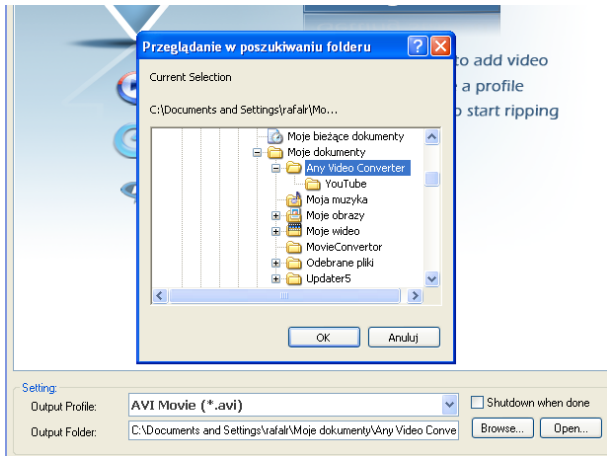 Przeglądanie w poszukiwaniu folderu
to add video
Current Selection
a profile
C:\Documents and Settings\rafalr\Mo...
start ripping
Moje bieżące dokumenty
Moje dokumenty
Any Video Converter
YouTube
Moja muzyka
Moje obrazy
Moje wideo
MovieConvertor
Odebrane pliki
Updater5
OK Anuluj
Setting:
Output Profile: AVI Movie (*.avi) Shutdown when done
Output Folder: C:\Documents and Settings\rafalr\Moje dokumenty\Any Video Conve Browse... Open...